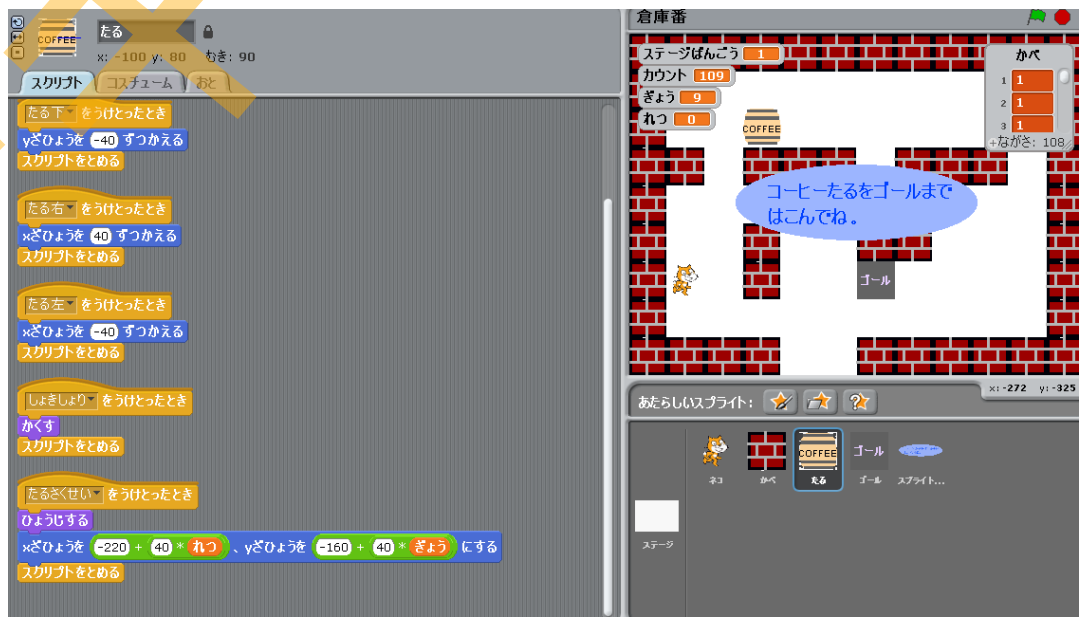 COFFEE
たる
x: -100 y: 80 むき: 90
スクリプト コスチューム おと
たる下 をうけとったとき
yざひょうを -40 ずつかえる
スクリプトをとめる
たる右 をうけとったとき
xざひょうを 40 ずつかえる
スクリプトをとめる
たる左 をうけとったとき
xざひょうを -40 ずつかえる
スクリプトをとめる
しょきしょり をうけとったとき
かくす
スクリプトをとめる
たるさくせい をうけとったとき
ひょうじする
xざひょうを -220 + 40 * れつ 、yざひょうを -160 + 40 * ぎょう にする
スクリプトをとめる
倉庫番
ステージばんごう 1
カウント 109
ぎょう 9
れつ 0
かべ
1 1
2 1
3 1
+ながさ: 108
COFFEE
コーヒーたるをゴールまで
はこんでね。
ゴール
x: -272 y: -325
あたらしいスプライト:
COFFEE ゴール
ネコ かべ たる ゴール スプライト...
ステージ